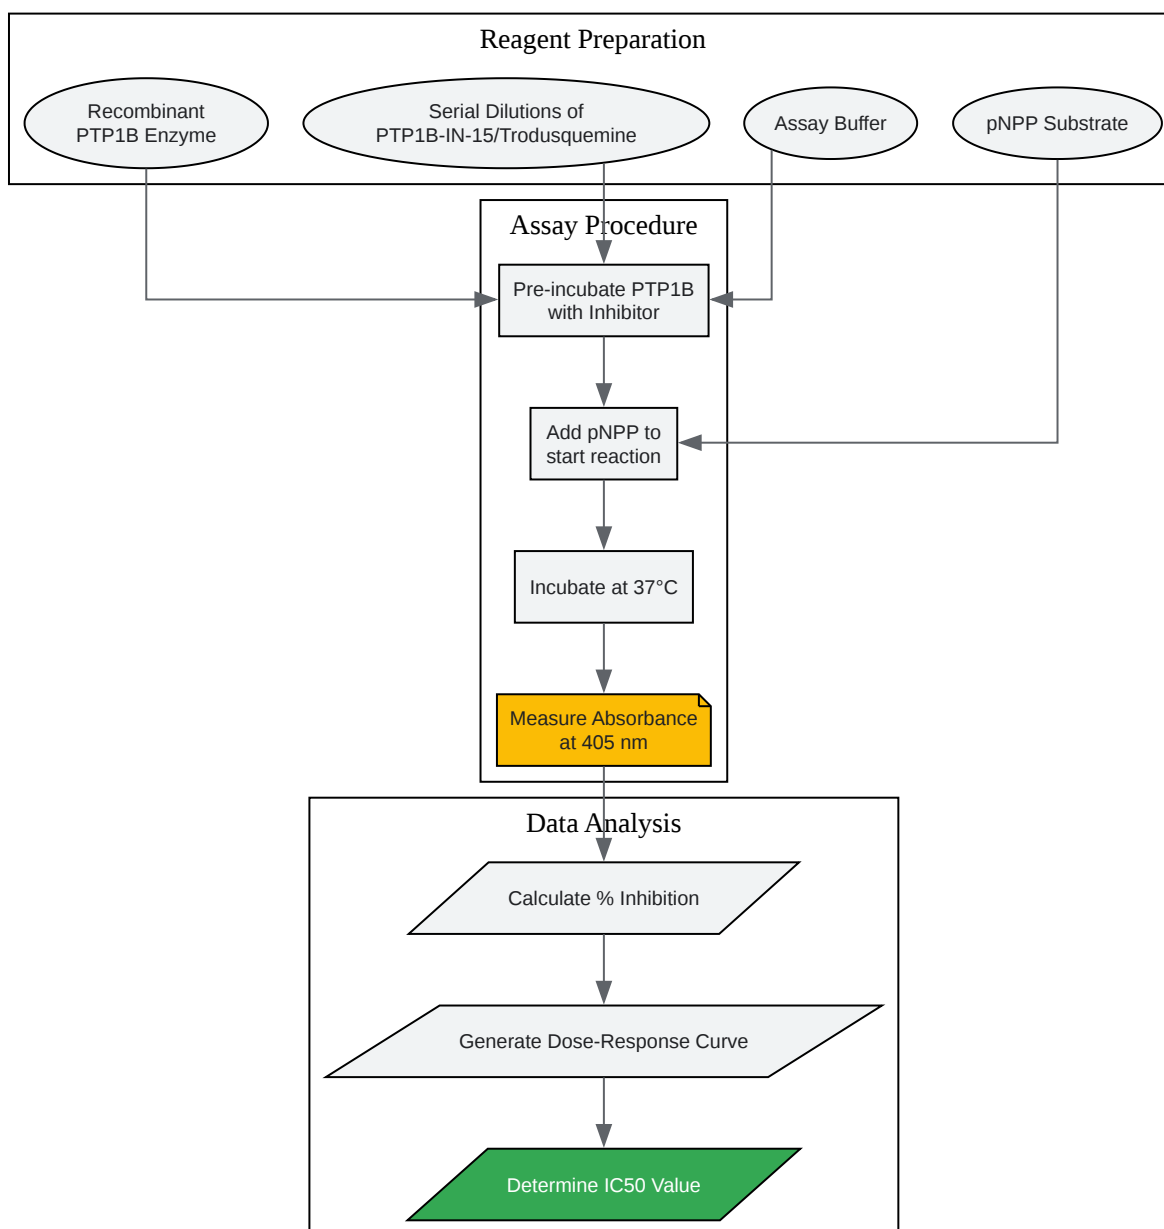 Reagent Preparation
Recombinant
PTP1B Enzyme
Serial Dilutions of
PTP1B-IN-15/Trodusquemine
Assay Buffer
pNPP Substrate
Assay Procedure
Pre-incubate PTP1B
with Inhibitor
Add pNPP to
start reaction
Incubate at 37°C
Measure Absorbance
at 405 nm
Data Analysis
Calculate % Inhibition
Generate Dose-Response Curve
Determine IC50 Value